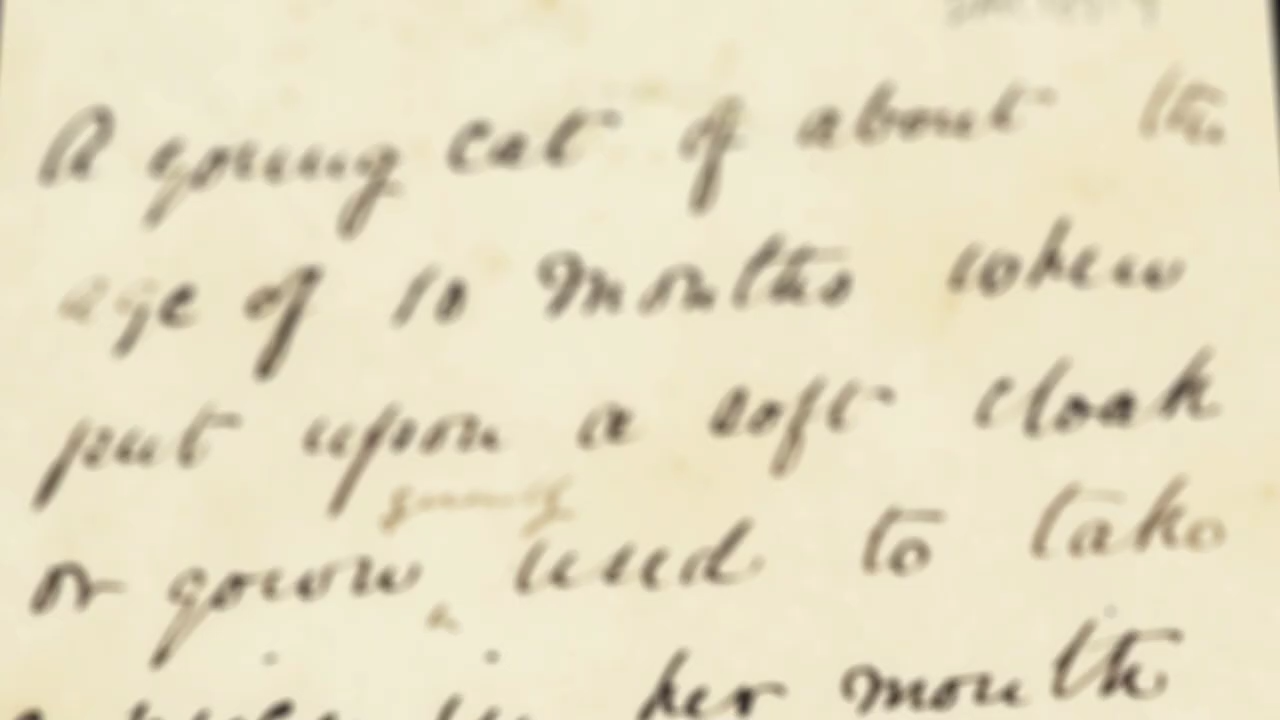 A young cat of about the
age of 10 months when
put upon a soft cloak
or gown used to take
her mouth